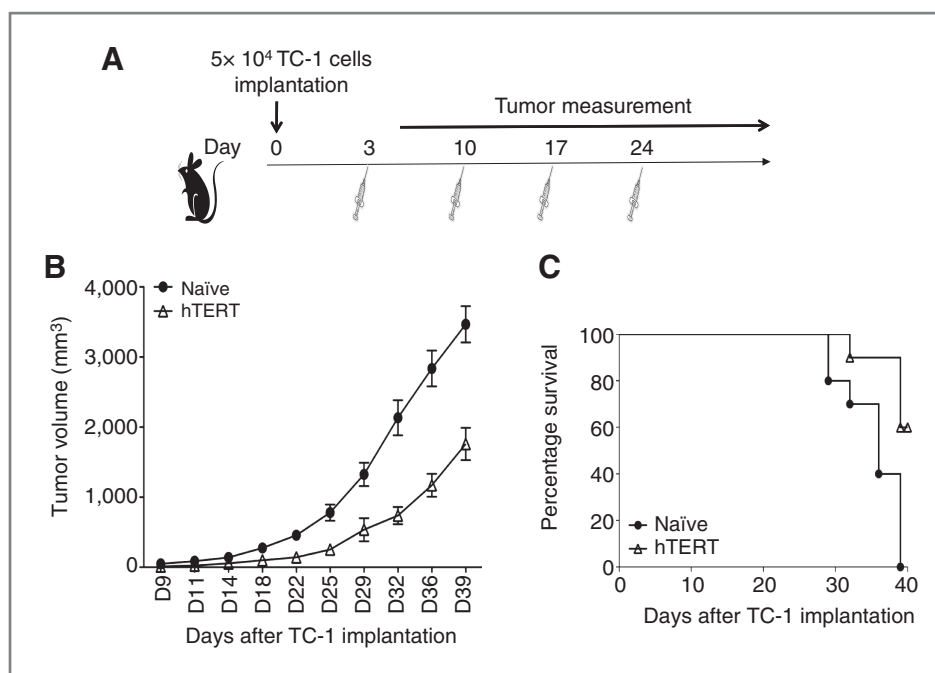 A
5× 10⁴ TC-1 cells
implantation
Tumor measurement
Day 0 3 10 17 24
B
Naïve
hTERT
Tumor volume (mm³)
4,000
3,000
2,000
1,000
0
D9 D11 D14 D18 D22 D25 D29 D32 D36 D39
Days after TC-1 implantation
C
Percentage survival
100
80
60
40
20
0
Naïve
hTERT
0 10 20 30 40
Days after TC-1 implantation